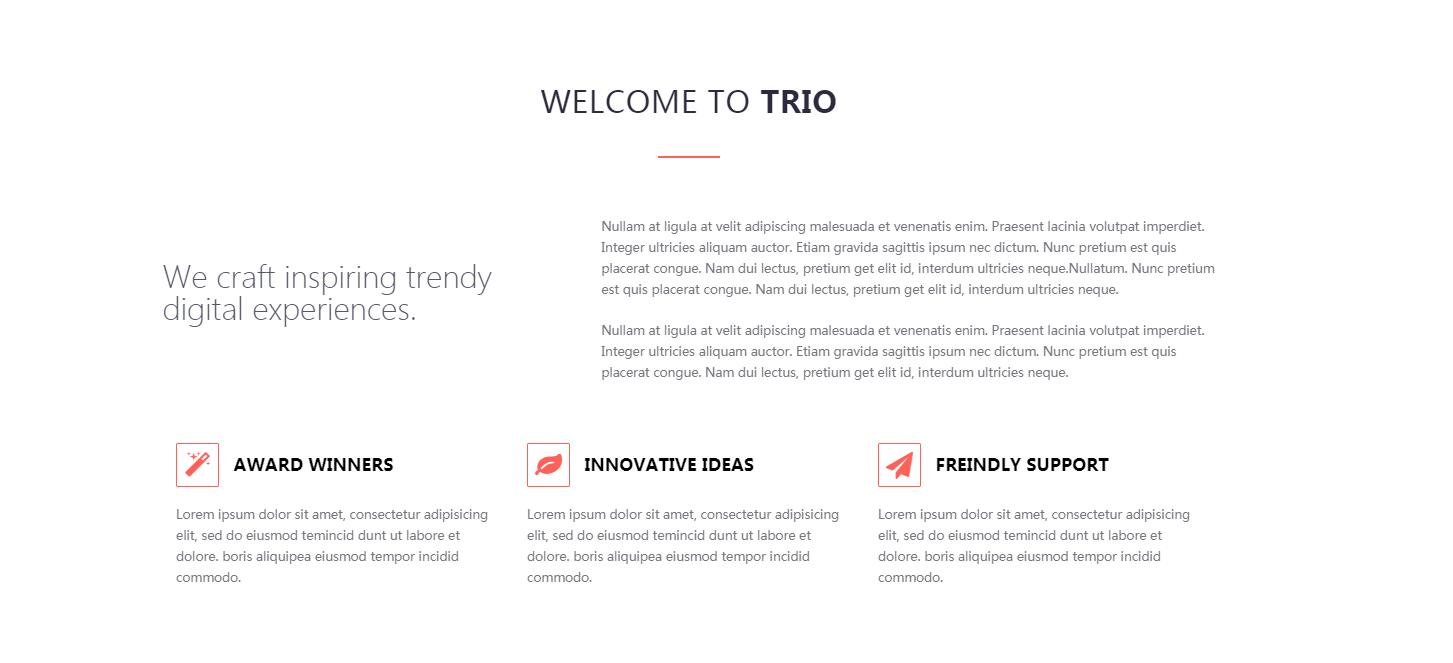 WELCOME TO TRIO
We craft inspiring trendy
digital experiences.
Nullam at ligula at velit adipiscing malesuada et venenatis enim. Praesent lacinia volutpat imperdiet.
Integer ultricies aliquam auctor. Etiam gravida sagittis ipsum nec dictum. Nunc pretium est quis
placerat congue. Nam dui lectus, pretium get elit id, interdum ultricies neque.Nullatum. Nunc pretium
est quis placerat congue. Nam dui lectus, pretium get elit id, interdum ultricies neque.
Nullam at ligula at velit adipiscing malesuada et venenatis enim. Praesent lacinia volutpat imperdiet.
Integer ultricies aliquam auctor. Etiam gravida sagittis ipsum nec dictum. Nunc pretium est quis
placerat congue. Nam dui lectus, pretium get elit id, interdum ultricies neque.
AWARD WINNERS
Lorem ipsum dolor sit amet, consectetur adipisicing
elit, sed do eiusmod temincid dunt ut labore et
dolore. boris aliquipea eiusmod tempor incidid
commodo.
INNOVATIVE IDEAS
Lorem ipsum dolor sit amet, consectetur adipisicing
elit, sed do eiusmod temincid dunt ut labore et
dolore. boris aliquipea eiusmod tempor incidid
commodo.
FREINDLY SUPPORT
Lorem ipsum dolor sit amet, consectetur adipisicing
elit, sed do eiusmod temincid dunt ut labore et
dolore. boris aliquipea eiusmod tempor incidid
commodo.